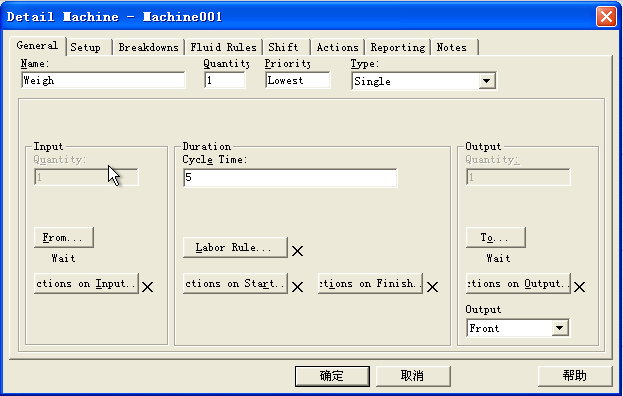 Detail Machine - Machine001
General Setup Breakdowns Fluid Rules Shift Actions Reporting Notes
Name: Quantity Priority Type:
Weigh 1 Lowest Single
Input Duration Output
Quantity: Cycle Time: Quantity:
1 5 1
From... Labor Rule... To...
Wait Wait
ctions on Input.. ctions on Start.. ctions on Finish. ctions on Output..
Output
Front
确定 取消 帮助